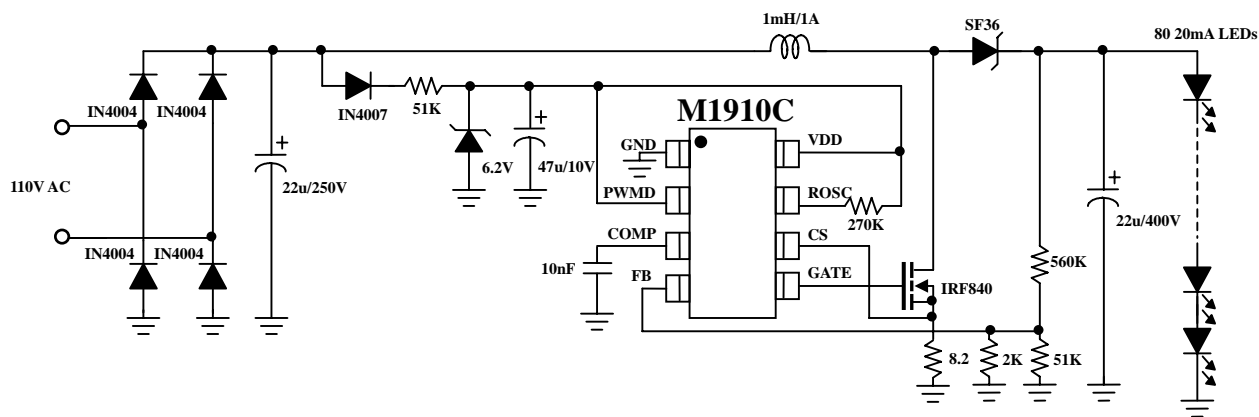 1mH/1A
SF36
80 20mA LEDs
IN4004
IN4004
IN4007
51K
M1910C
GND
VDD
6.2V
47u/10V
110V AC
22u/250V
PWMD
ROSC
270K
22u/400V
IN4004
IN4004
COMP
CS
10nF
FB
GATE
560K
IRF840
8.2
2K
51K